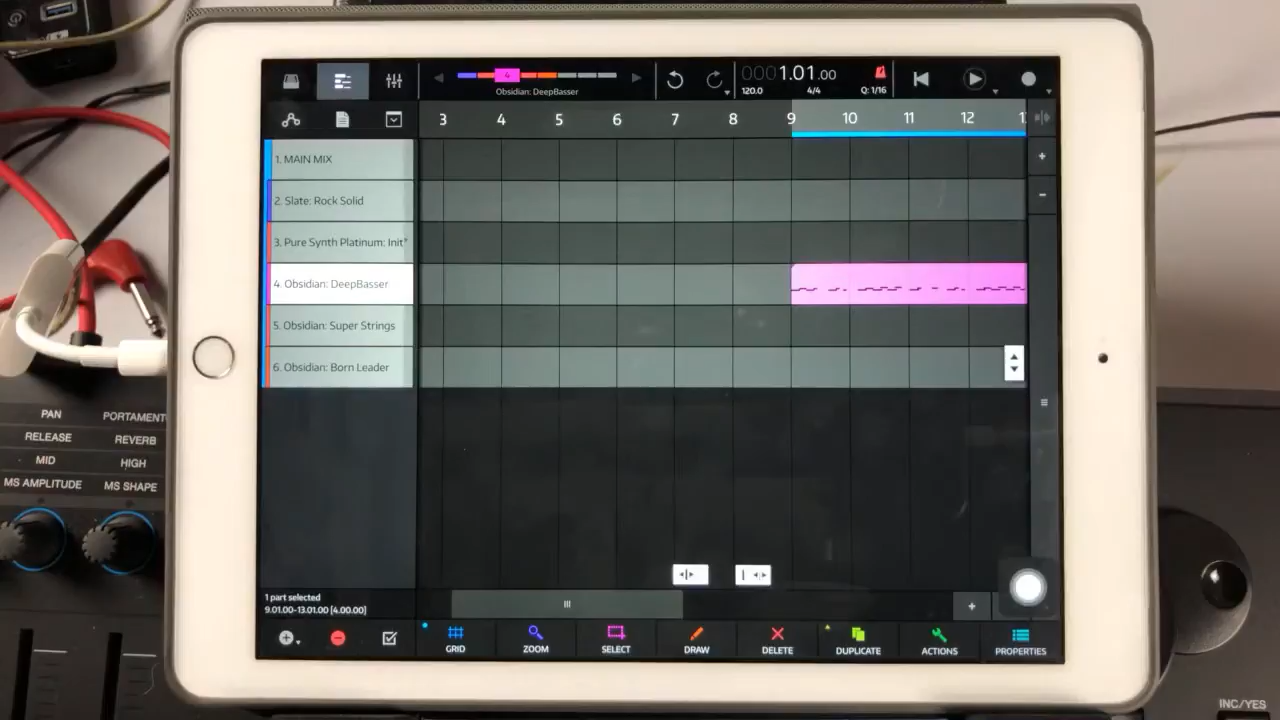 4
Obsidian: DeepBasser
0001.01.00
120.0
4/4
Q: 1/16
3
4
5
6
7
8
9
10
11
12
1. MAIN MIX
2. Slate: Rock Solid
3. Pure Synth Platinum: Init*
4. Obsidian: DeepBasser
5. Obsidian: Super Strings
6. Obsidian: Born Leader
1 part selected
9.01.00-13.01.00 [4.00.00]
GRID
ZOOM
SELECT
DRAW
DELETE
DUPLICATE
ACTIONS
PROPERTIES
PAN
PORTAMENT
RELEASE
REVERB
MID
HIGH
MS AMPLITUDE
MS SHAPE
INC/YES